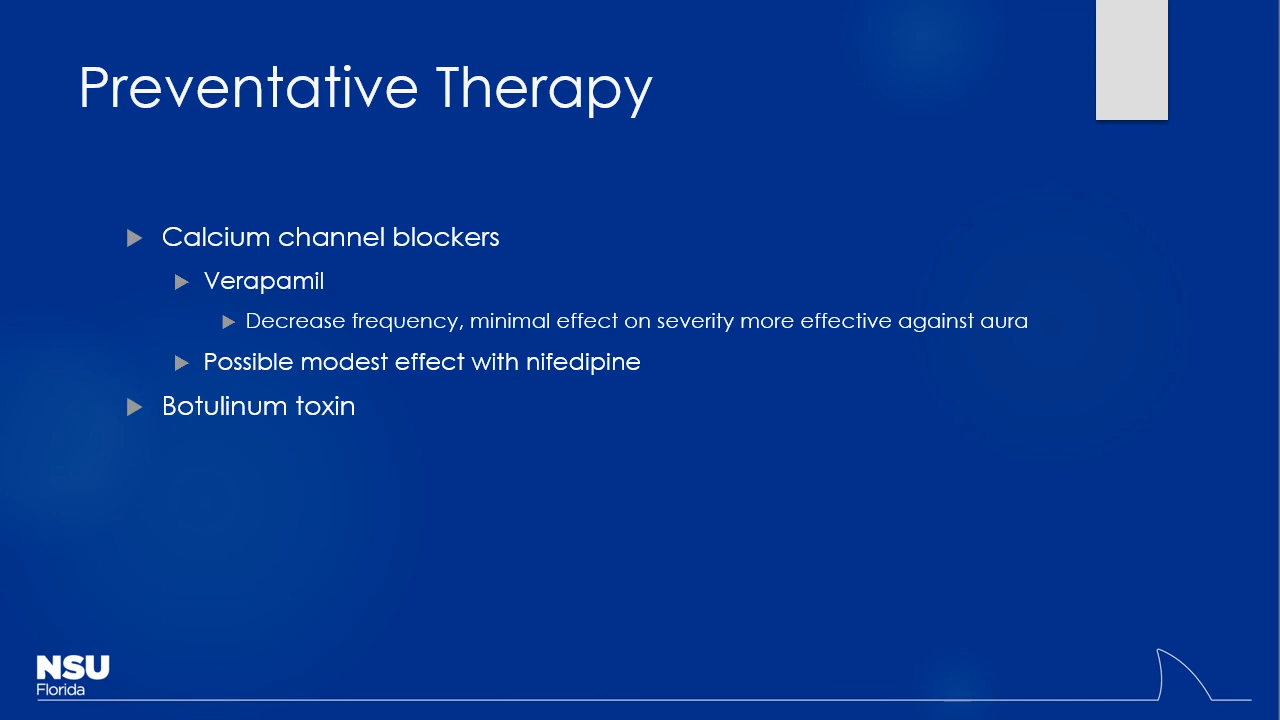 Preventative Therapy
Calcium channel blockers
Verapamil
Decrease frequency, minimal effect on severity more effective against aura
Possible modest effect with nifedipine
Botulinum toxin
NSU
Florida